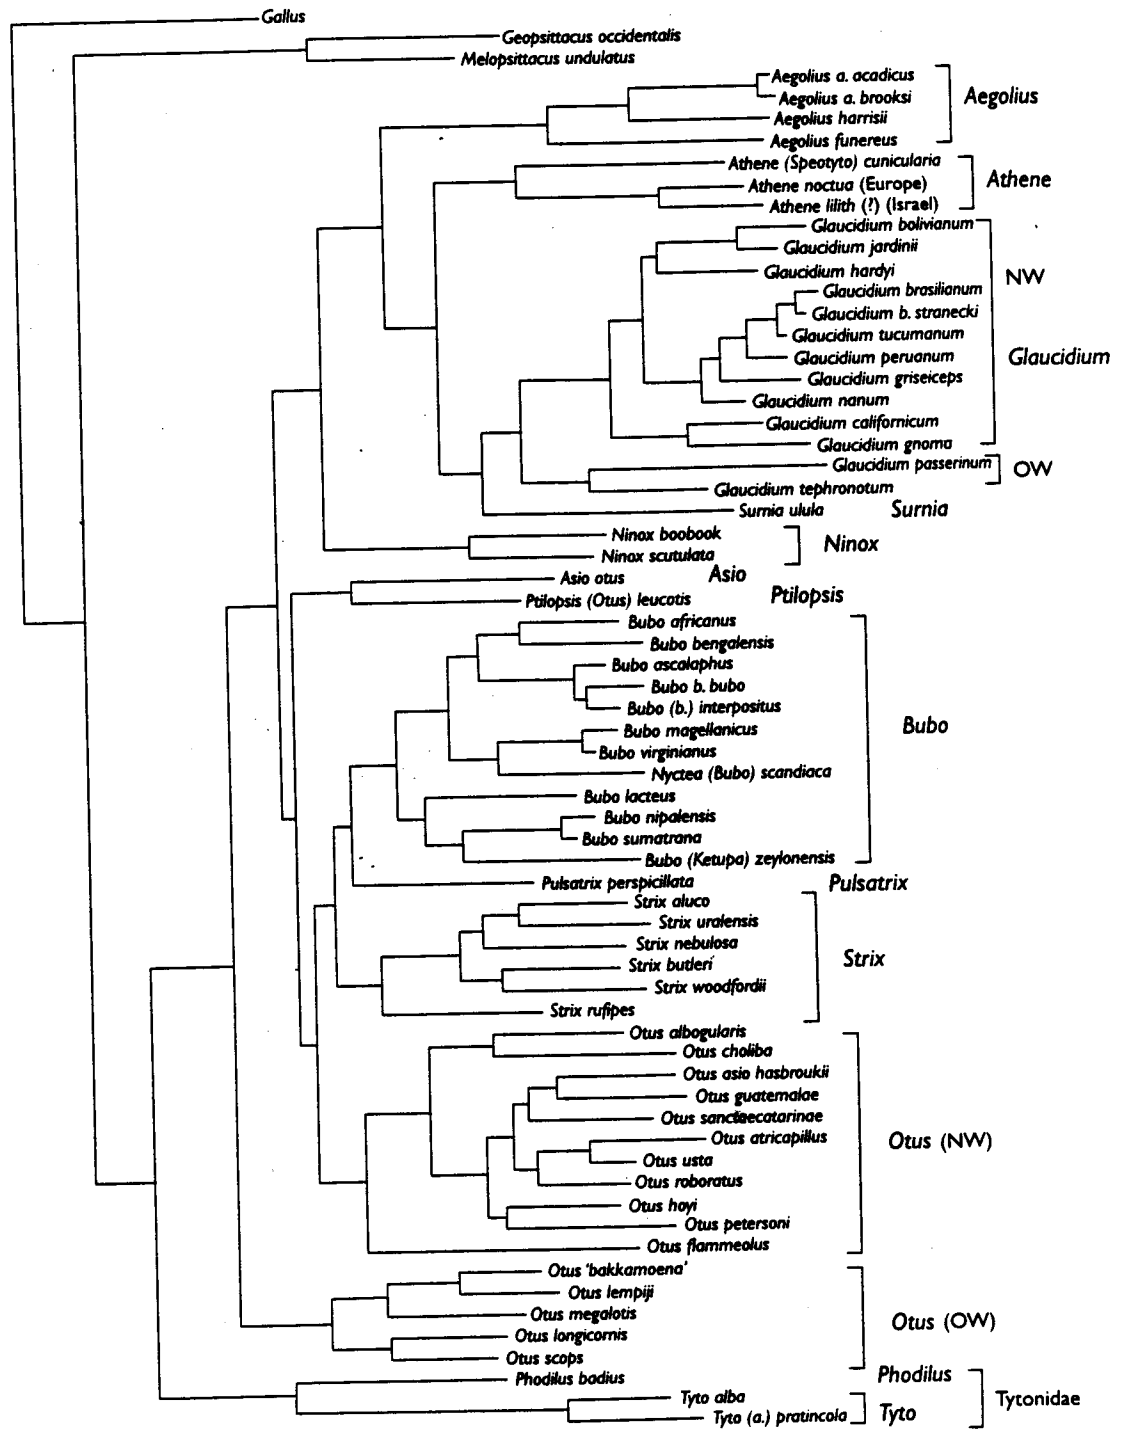 Gallus
Geopsittacus occidentalis
Melopsittacus undulatus
Aegolius a. acadicus
Aegolius a. brooksi
Aegolius
Aegolius harrisii
Aegolius funereus
Athene (Speotyto) cunicularia
Athene noctua (Europe)
Athene
Athene lilith (?) (Israel)
Glaucidium bolivianum
Glaucidium jardinii
Glaucidium hardyi
NW
Glaucidium brasilianum
Glaucidium b. stranecki
Glaucidium tucumanum
Glaucidium peruanum
Glaucidium
Glaucidium griseiceps
Glaucidium nanum
Glaucidium californicum
Glaucidium gnoma
Glaucidium passerinum
OW
Glaucidium tephronotum
Surnia ulula
Surnia
Ninox boobook
Ninox
Ninox scutulata
Asio otus
Asio
Ptilopsis (Otus) leucotis
Ptilopsis
Bubo africanus
Bubo bengalensis
Bubo ascalaphus
Bubo b. bubo
Bubo (b.) interpositus
Bubo
Bubo magellanicus
Bubo virginianus
Nyctea (Bubo) scandiaca
Bubo lacteus
Bubo nipalensis
Bubo sumatrana
Bubo (Ketupa) zeylonensis
Pulsatrix perspicillata
Pulsatrix
Strix aluco
Strix uralensis
Strix nebulosa
Strix
Strix butleri
Strix woodfordii
Strix rufipes
Otus albogularis
Otus choliba
Otus asio hasbroukii
Otus guatemalae
Otus sanctaecatarinae
Otus atricapillus
Otus (NW)
Otus usta
Otus roboratus
Otus hoyi
Otus petersoni
Otus flammeolus
Otus 'bakkamoena'
Otus lempiji
Otus megalotis
Otus (OW)
Otus longicornis
Otus scops
Phodilus badius
Phodilus
Tyto alba
Tytonidae
Tyto (a.) pratincola
Tyto